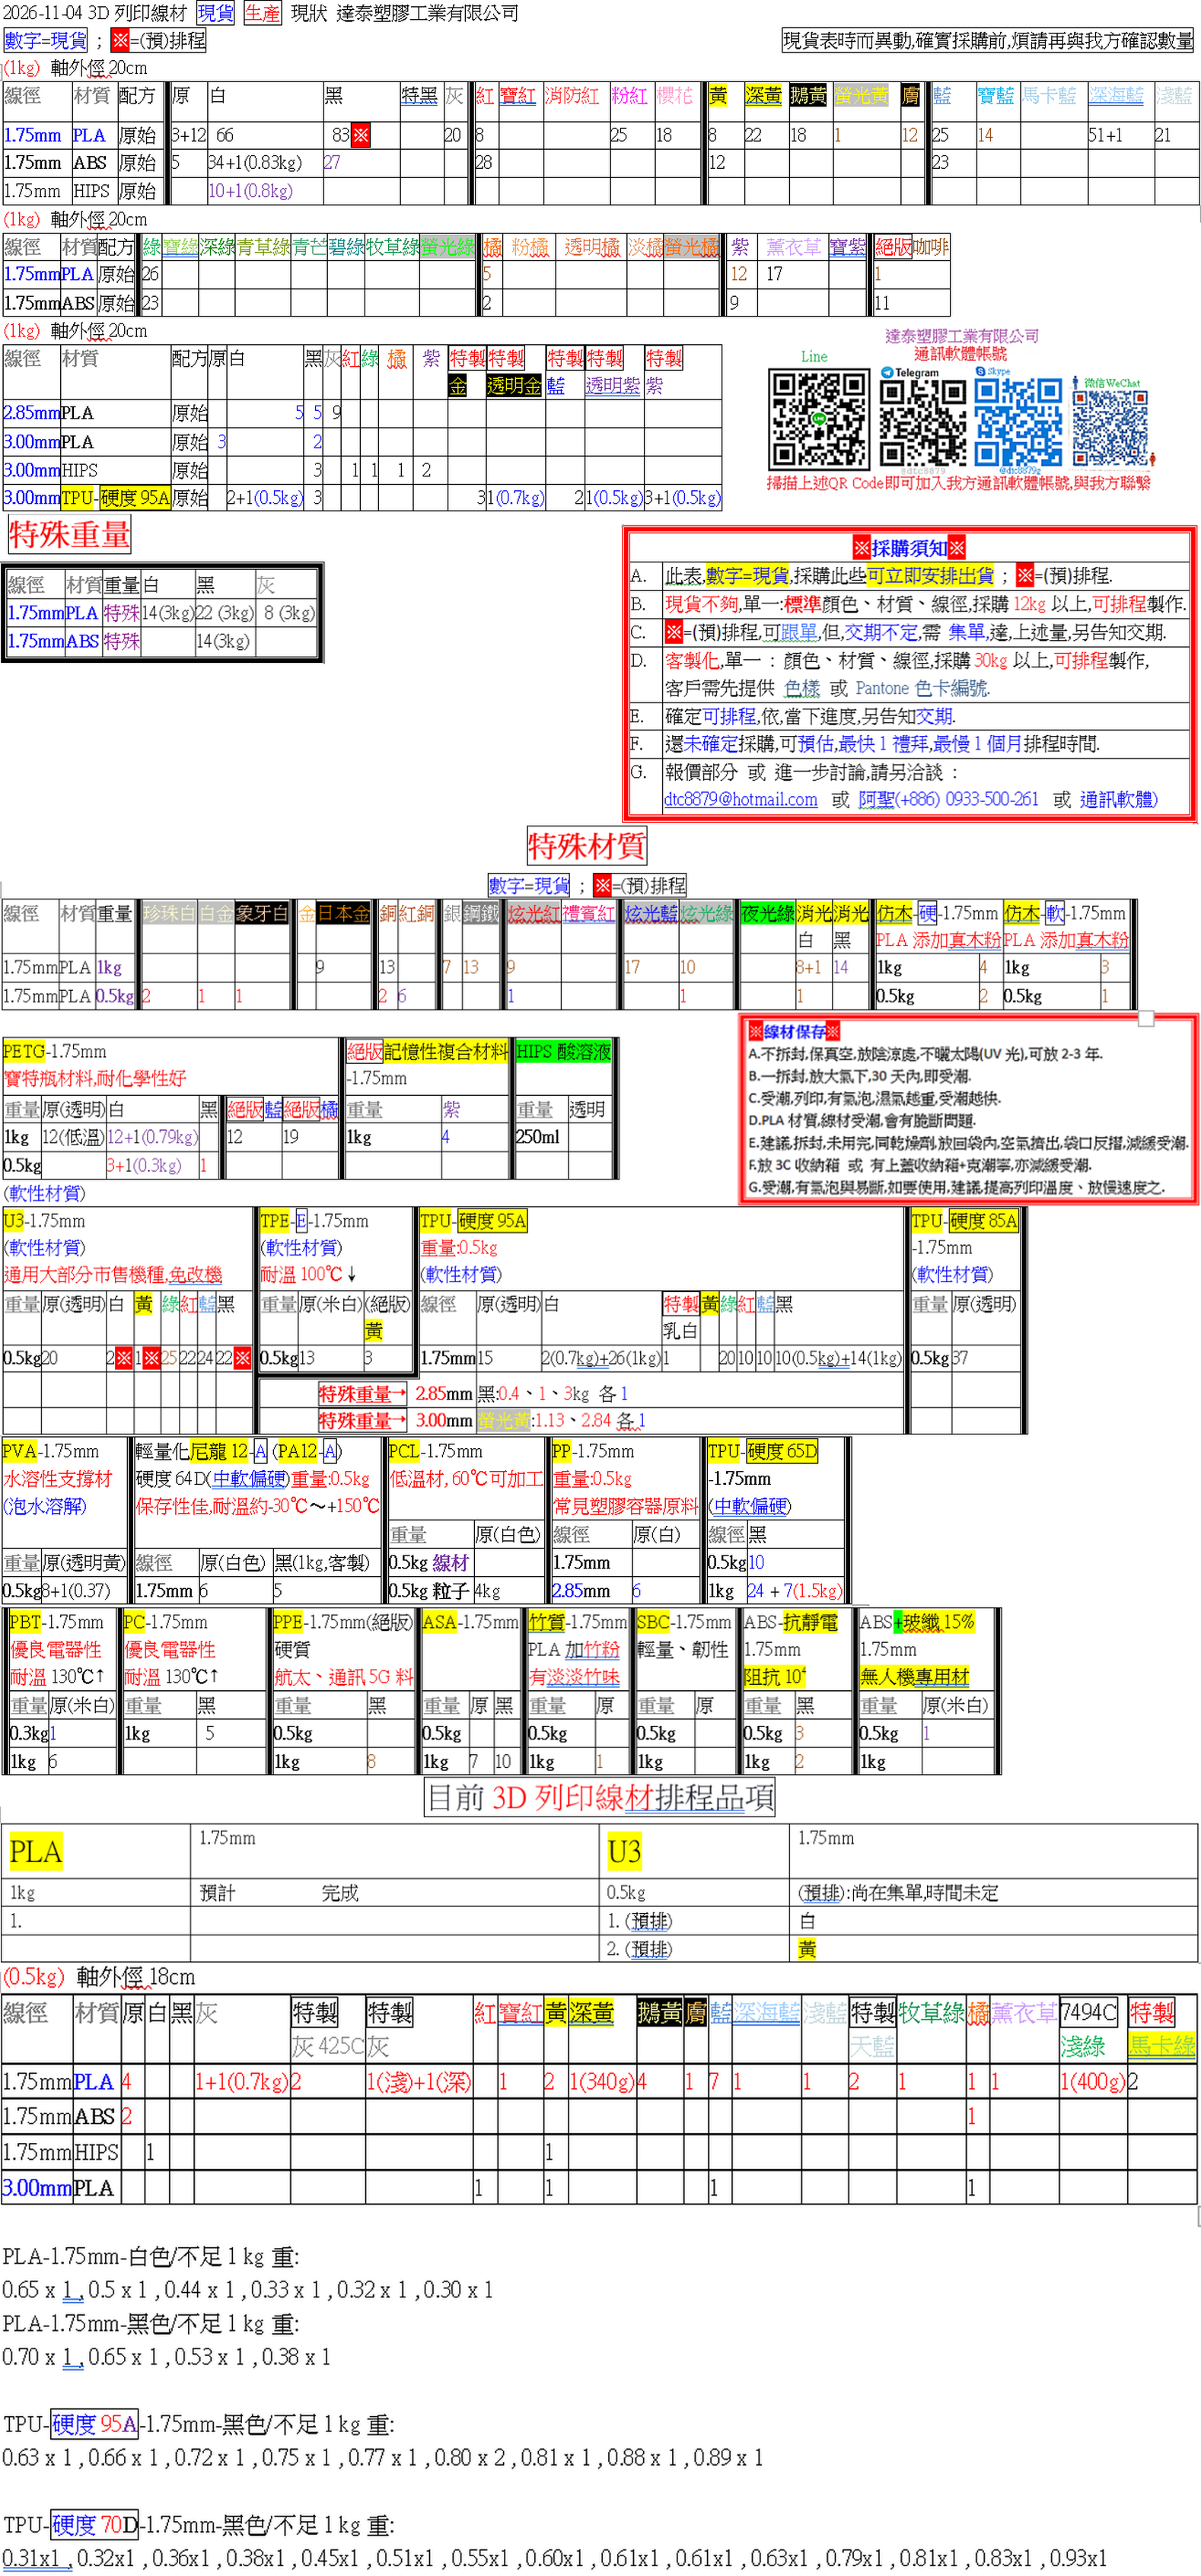 2026-11-04 3D 列印線材 現貨 生產 現狀 達泰塑膠工業有限公司
數字=現貨 ; ※=(預)排程 現貨表時而異動,確實採購前,煩請再與我方確認數量
(1kg) 軸外徑20cm
線徑 材質 配方 原 白 黑 特黑 灰 紅 寶紅 消防紅 粉紅 櫻花 黃 深黃 鵝黃 螢光黃 膚 藍 寶藍 馬卡藍 深海藍 淺藍
1.75mm PLA 原始 3+12 66 83※ 20 8 25 18 8 22 18 1 12 25 14 51+1 21
1.75mm ABS 原始 5 34+1(0.83kg) 27 28 12 23
1.75mm HIPS 原始 10+1(0.8kg)
(1kg) 軸外徑20cm
線徑 材質 配方 綠 寶綠 深綠 青草綠 青芒 碧綠 牧草綠 螢光綠 橘 粉橘 透明橘 淡橘 螢光橘 紫 薰衣草 寶紫 絕版咖啡
1.75mm PLA 原始 26 5 12 17 1
1.75mm ABS 原始 23 2 9 11
(1kg) 軸外徑20cm
線徑 材質 配方 原 白 黑 灰 紅 綠 橘 紫 特製 特製 特製 特製 特製
金 透明金 藍 透明紫 紫
2.85mm PLA 原始 5 5 9
3.00mm PLA 原始 3 2
3.00mm HIPS 原始 3 1 1 1 2
3.00mm TPU-硬度 95A 原始 2+1(0.5kg) 3 31(0.7kg) 21(0.5kg) 3+1(0.5kg)
達泰塑膠工業有限公司
通訊軟體帳號
Line Telegram Skype 微信WeChat
@dtc8879 @dtc8879g
掃描上述QR Code即可加入我方通訊軟體帳號,與我方聯繫
特殊重量
線徑 材質 重量 白 黑 灰
1.75mm PLA 特殊 14(3kg) 22 (3kg) 8 (3kg)
1.75mm ABS 特殊 14(3kg)
※採購須知※
A. 此表,數字=現貨,採購此些可立即安排出貨 ; ※=(預)排程.
B. 現貨不夠,單一:標準顏色、材質、線徑,採購 12kg 以上,可排程製作.
C. ※=(預)排程,可跟單,但,交期不定,需 集單,達,上述量,另告知交期.
D. 客製化,單一 : 顏色、材質、線徑,採購 30kg 以上,可排程製作,
客戶需先提供 色樣 或 Pantone 色卡編號.
E. 確定可排程,依,當下進度,另告知交期.
F. 還未確定採購,可預估,最快 1 禮拜,最慢 1 個月排程時間.
G. 報價部分 或 進一步討論,請另洽談 :
dtc8879@hotmail.com 或 阿聖(+886) 0933-500-261 或 通訊軟體)
特殊材質
數字=現貨 ; ※=(預)排程
線徑 材質 重量 珍珠白 白金 象牙白 金 日本金 銅 紅銅 銀 鋼鐵 炫光紅 禮賓紅 炫光藍 炫光綠 夜光綠 消光 消光 仿木-硬-1.75mm 仿木-軟-1.75mm
白 黑 PLA 添加真木粉 PLA 添加真木粉
1.75mm PLA 1kg 9 13 7 13 9 17 10 8+1 14 1kg 4 1kg 3
1.75mm PLA 0.5kg 2 1 1 2 6 1 1 1 0.5kg 2 0.5kg 1
※線材保存※
A.不拆封,保真空,放陰涼處,不曬太陽(UV 光),可放 2-3 年.
B.一拆封,放大氣下,30 天內,即受潮.
C.受潮,列印,有氣泡,濕氣越重,受潮越快.
D.PLA 材質,線材受潮,會有脆斷問題.
E.建議,拆封,未用完,同乾燥劑,放回袋內,空氣擠出,袋口反摺,減緩受潮.
F.放 3C 收納箱 或 有上蓋收納箱+克潮寧,亦減緩受潮.
G.受潮,有氣泡與易斷,如要使用,建議,提高列印溫度、放慢速度之.
PETG-1.75mm 絕版記憶性複合材料 HIPS 酸溶液
寶特瓶材料,耐化學性好 -1.75mm
重量 原(透明) 白 黑 絕版藍 絕版橘 重量 紫 重量 透明
1kg 12(低溫) 12+1(0.79kg) 12 19 1kg 4 250ml
0.5kg 3+1(0.3kg) 1
(軟性材質)
U3-1.75mm TPE-E-1.75mm TPU-硬度 95A TPU-硬度 85A
(軟性材質) (軟性材質) 重量:0.5kg -1.75mm
通用大部分市售機種,免改機 耐溫 100℃↓ (軟性材質) (軟性材質)
重量 原(透明) 白 黃 綠 紅 藍 黑 重量 原(米白) (絕版) 線徑 原(透明) 白 特製 黃 綠 紅 藍 黑 重量 原(透明)
黃 乳白
0.5kg 20 2※ 1※ 25 22 24 22※ 0.5kg 13 3 1.75mm 15 2(0.7kg)+26(1kg) 1 20 10 10 10(0.5kg)+14(1kg) 0.5kg 37
特殊重量→ 2.85mm 黑:0.4、1、3kg 各 1
特殊重量→ 3.00mm 螢光黃:1.13、2.84 各 1
PVA-1.75mm 輕量化尼龍 12-A (PA12-A) PCL-1.75mm PP-1.75mm TPU-硬度 65D
水溶性支撐材 硬度 64D(中軟偏硬)重量:0.5kg 低溫材, 60℃可加工 重量:0.5kg -1.75mm
(泡水溶解) 保存性佳,耐溫約-30℃～+150℃ 常見塑膠容器原料 (中軟偏硬)
重量 原(白色) 線徑 原(白) 線徑 黑
重量 原(透明黃) 線徑 原(白色) 黑(1kg,客製) 0.5kg 線材 1.75mm 0.5kg 10
0.5kg 8+1(0.37) 1.75mm 6 5 0.5kg 粒子 4kg 2.85mm 6 1kg 24 + 7(1.5kg)
PBT-1.75mm PC-1.75mm PPE-1.75mm(絕版) ASA-1.75mm 竹質-1.75mm SBC-1.75mm ABS-抗靜電 ABS+玻纖 15%
優良電器性 優良電器性 硬質 PLA 加竹粉 輕量、韌性 1.75mm 1.75mm
耐溫 130℃↑ 耐溫 130℃↑ 航太、通訊 5G 料 有淡淡竹味 阻抗 10⁴ 無人機專用材
重量 原(米白) 重量 黑 重量 黑 重量 原 黑 重量 原 重量 原 重量 黑 重量 原(米白)
0.3kg 1 1kg 5 0.5kg 0.5kg 0.5kg 0.5kg 0.5kg 3 0.5kg 1
1kg 6 1kg 8 1kg 7 10 1kg 1 1kg 1kg 2 1kg
目前 3D 列印線材排程品項
PLA 1.75mm U3 1.75mm
1kg 預計 完成 0.5kg (預排):尚在集單,時間未定
1. 1. (預排) 白
2. (預排) 黃
(0.5kg) 軸外徑 18cm
線徑 材質 原 白 黑 灰 特製 特製 紅 寶紅 黃 深黃 鵝黃 膚 藍 深海藍 淺藍 特製 牧草綠 橘 薰衣草 7494C 特製
灰 425C 灰 天藍 淺綠 馬卡綠
1.75mm PLA 4 1+1(0.7kg) 2 1(淺)+1(深) 1 2 1(340g) 4 1 7 1 1 2 1 1 1 1(400g) 2
1.75mm ABS 2 1
1.75mm HIPS 1 1
3.00mm PLA 1 1 1 1
PLA-1.75mm-白色/不足 1 kg 重:
0.65 x 1 , 0.5 x 1 , 0.44 x 1 , 0.33 x 1 , 0.32 x 1 , 0.30 x 1
PLA-1.75mm-黑色/不足 1 kg 重:
0.70 x 1 , 0.65 x 1 , 0.53 x 1 , 0.38 x 1
TPU-硬度 95A-1.75mm-黑色/不足 1 kg 重:
0.63 x 1 , 0.66 x 1 , 0.72 x 1 , 0.75 x 1 , 0.77 x 1 , 0.80 x 2 , 0.81 x 1 , 0.88 x 1 , 0.89 x 1
TPU-硬度 70D-1.75mm-黑色/不足 1 kg 重:
0.31x1 , 0.32x1 , 0.36x1 , 0.38x1 , 0.45x1 , 0.51x1 , 0.55x1 , 0.60x1 , 0.61x1 , 0.61x1 , 0.63x1 , 0.79x1 , 0.81x1 , 0.83x1 , 0.93x1